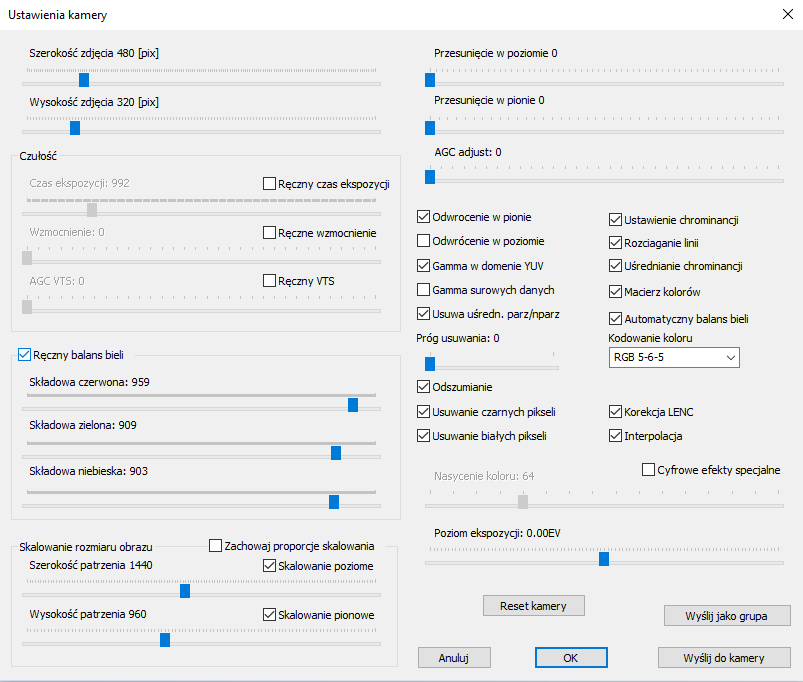 Ustawienia kamery
Szerokość zdjęcia 480 [pix]
Wysokość zdjęcia 320 [pix]
Czułość
Czas ekspozycji: 992
Ręczny czas ekspozycji
Wzmocnienie: 0
Ręczne wzmocnienie
AGC VTS: 0
Ręczny VTS
Ręczny balans bieli
Składowa czerwona: 959
Składowa zielona: 909
Składowa niebieska: 903
Skalowanie rozmiaru obrazu
Zachowaj proporcje skalowania
Szerokość patrzenia 1440
Skalowanie poziome
Wysokość patrzenia 960
Skalowanie pionowe
Przesunięcie w poziomie 0
Przesunięcie w pionie 0
AGC adjust: 0
Odwrocenie w pionie
Odwrócenie w poziomie
Gamma w domenie YUV
Gamma surowych danych
Usuwa uśredn. parz/nparz
Próg usuwania: 0
Odszumianie
Usuwanie czarnych pikseli
Usuwanie białych pikseli
Ustawienie chrominancji
Rozciaganie linii
Uśrednianie chrominancji
Macierz kolorów
Automatyczny balans bieli
Kodowanie koloru
RGB 5-6-5
Korekcja LENC
Interpolacja
Nasycenie koloru: 64
Cyfrowe efekty specjalne
Poziom ekspozycji: 0.00EV
Reset kamery
Wyślij jako grupa
Anuluj
OK
Wyślij do kamery